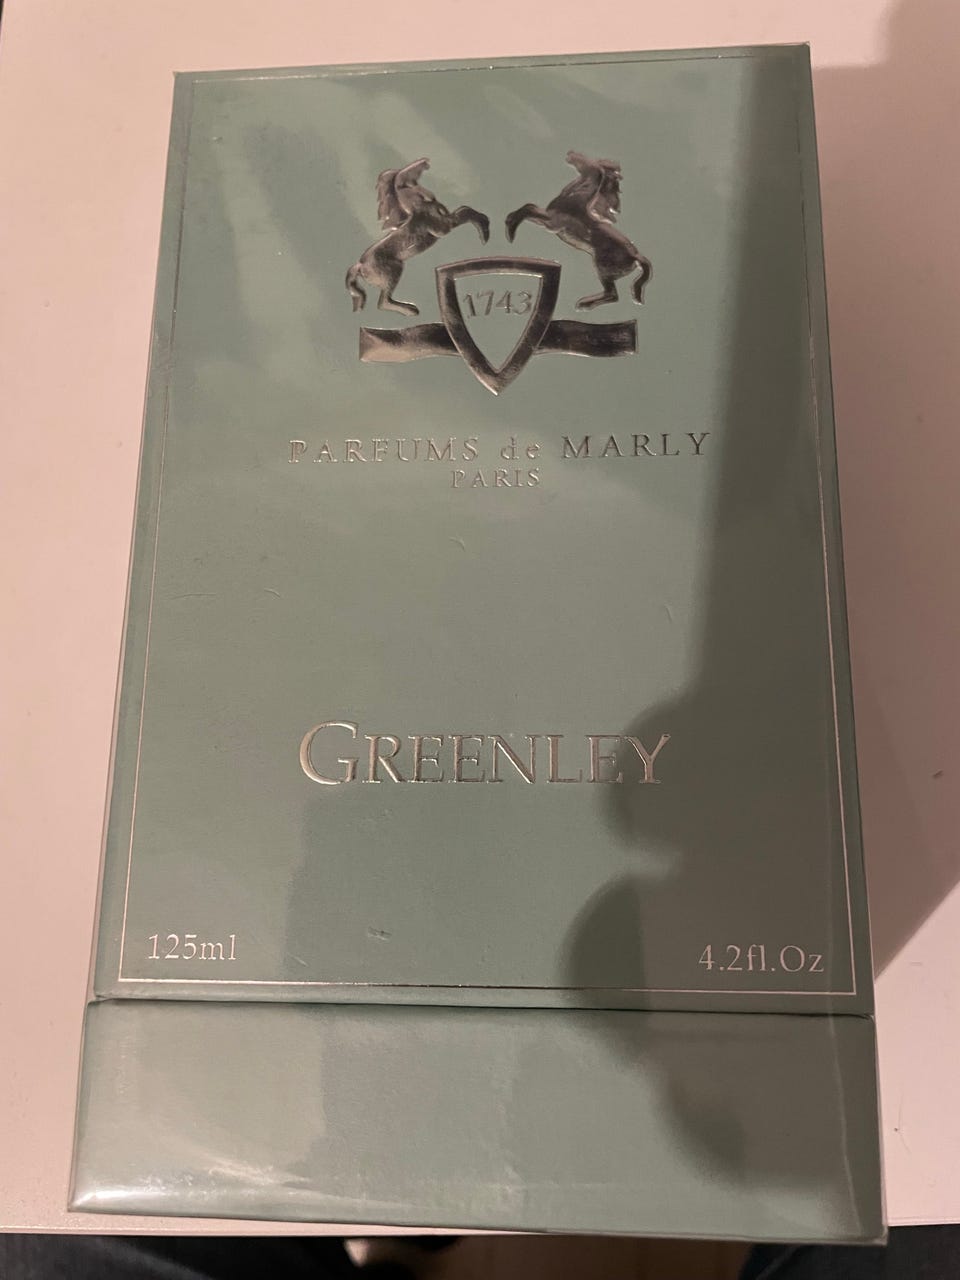 1743
PARFUMS de MARLY
PARIS
GREENLEY
125ml
4.2fl.Oz